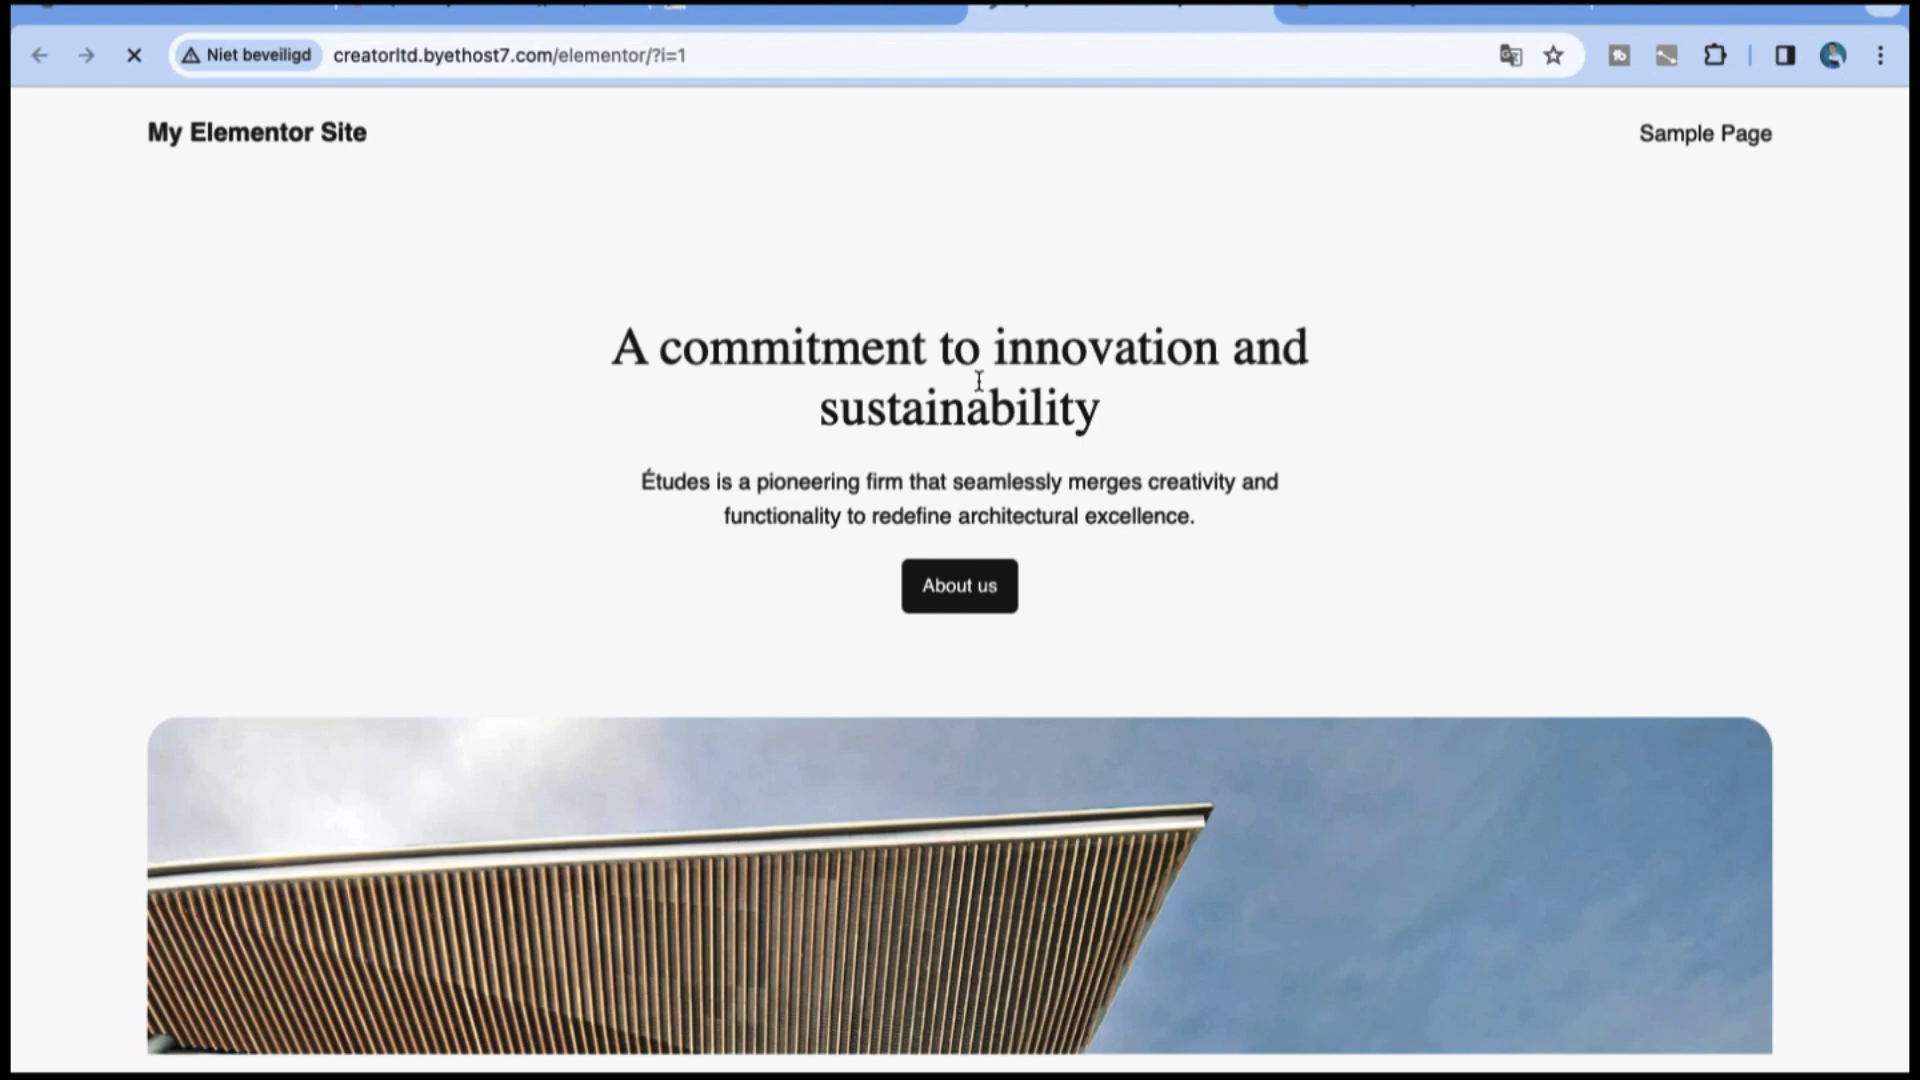 Niet beveiligd creatorltd.byethost7.com/elementor/?i=1
My Elementor Site
Sample Page
A commitment to innovation and
sustainability
Études is a pioneering firm that seamlessly merges creativity and
functionality to redefine architectural excellence.
About us